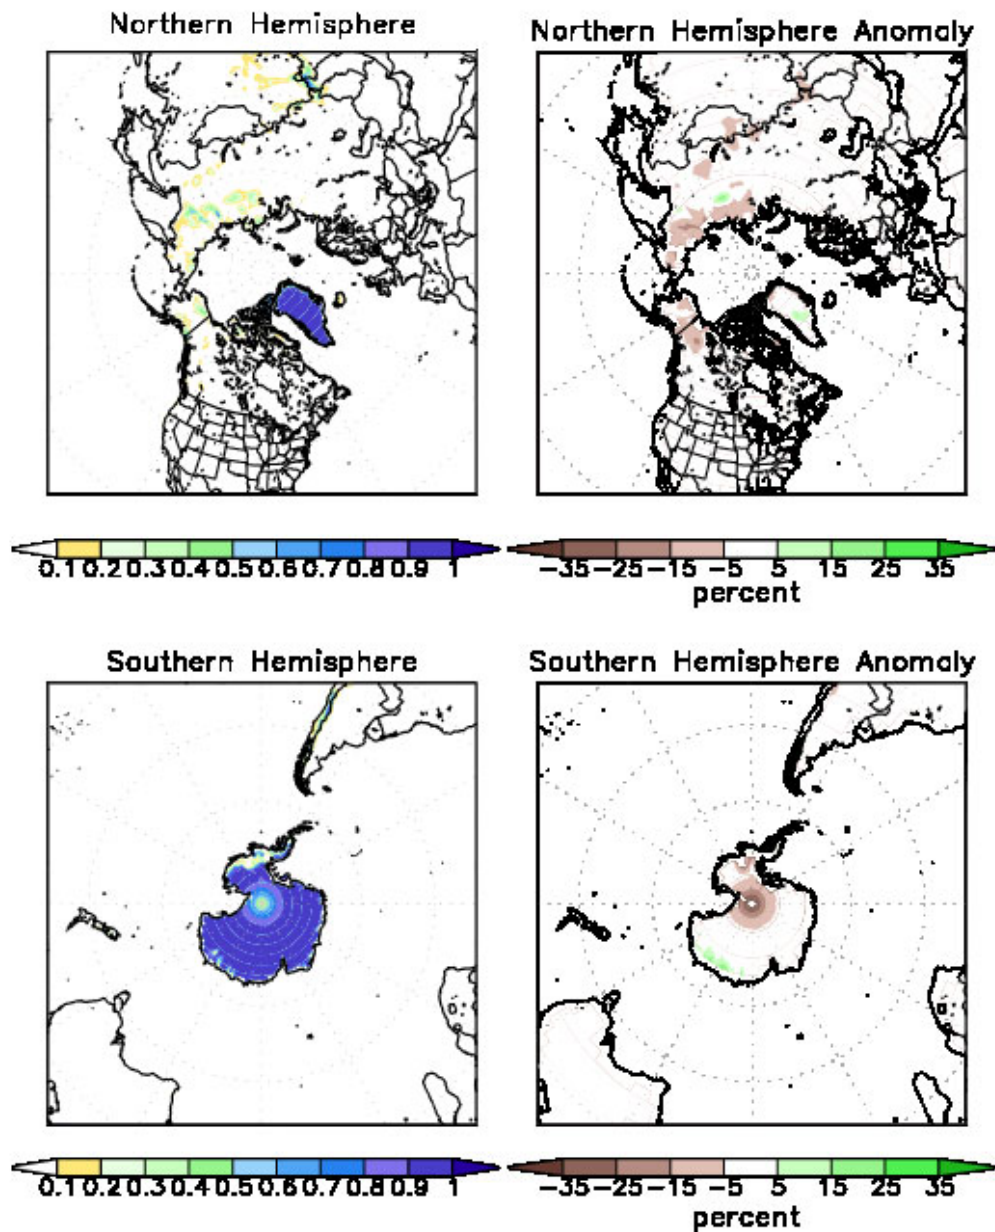 Northern Hemisphere
Northern Hemisphere Anomaly
0.1 0.2 0.3 0.4 0.5 0.6 0.7 0.8 0.9 1
-35 -25 -15 -5 5 15 25 35
percent
Southern Hemisphere
Southern Hemisphere Anomaly
0.1 0.2 0.3 0.4 0.5 0.6 0.7 0.8 0.9 1
-35 -25 -15 -5 5 15 25 35
percent